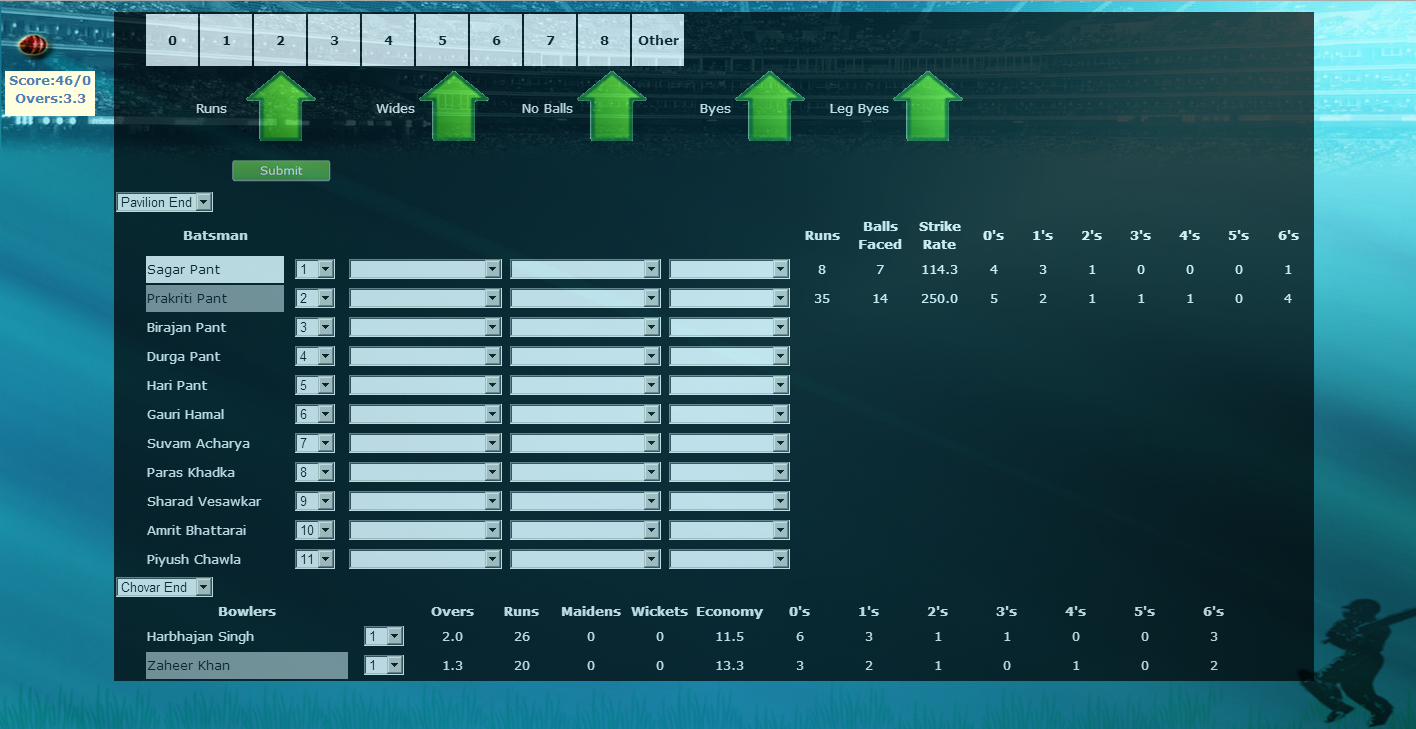 0 1 2 3 4 5 6 7 8 Other
Score:46/0
Overs:3.3
Runs Wides No Balls Byes Leg Byes
Submit
Pavilion End
Batsman Runs Balls Faced Strike Rate 0's 1's 2's 3's 4's 5's 6's
Sagar Pant 1 8 7 114.3 4 3 1 0 0 0 1
Prakriti Pant 2 35 14 250.0 5 2 1 1 1 0 4
Birajan Pant 3
Durga Pant 4
Hari Pant 5
Gauri Hamal 6
Suvam Acharya 7
Paras Khadka 8
Sharad Vesawkar 9
Amrit Bhattarai 10
Piyush Chawla 11
Chovar End
Bowlers Overs Runs Maidens Wickets Economy 0's 1's 2's 3's 4's 5's 6's
Harbhajan Singh 1 2.0 26 0 0 11.5 6 3 1 1 0 0 3
Zaheer Khan 1 1.3 20 0 0 13.3 3 2 1 0 1 0 2